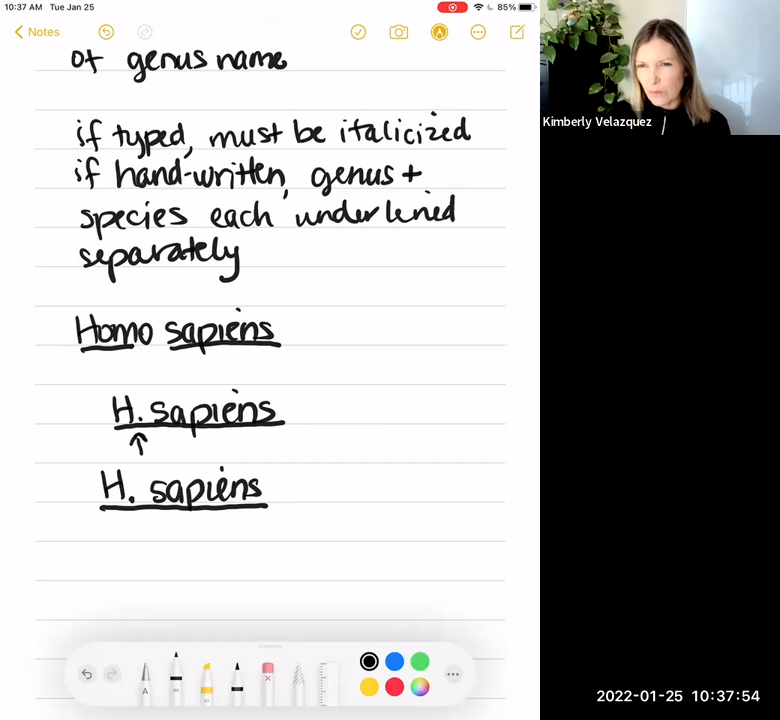 10:37 AM Tue Jan 25
85%
Notes
of genus name
if typed, must be italicized
if hand-written, genus +
species each underlined
separately
Homo sapiens
H. sapiens
↑
H. sapiens
A
Kimberly Velazquez
2022-01-25 10:37:54